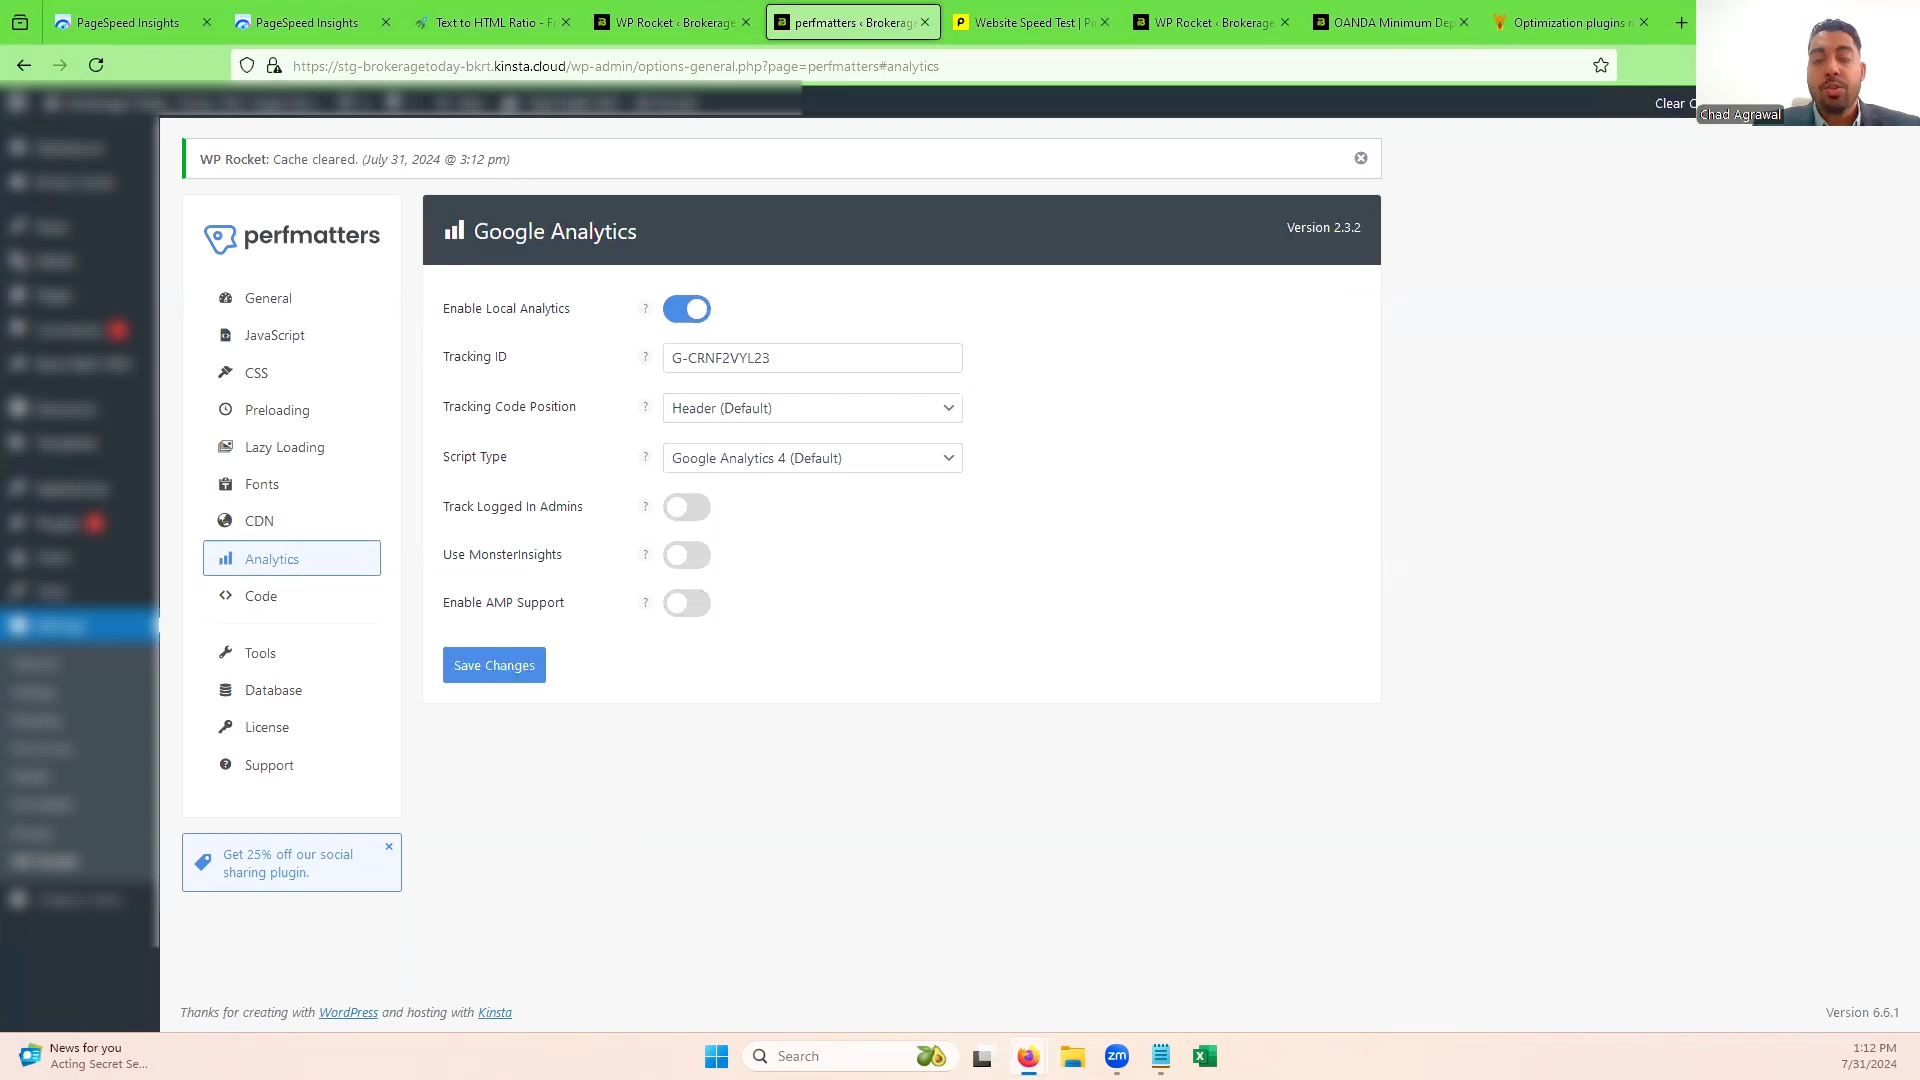 PageSpeed Insights
PageSpeed Insights
Text to HTML Ratio - Fr
WP Rocket ‹ Brokerage
perfmatters ‹ Brokerage
Website Speed Test | Pi
WP Rocket ‹ Brokerage
OANDA Minimum Dep
Optimization plugins n
https://stg-brokeragetoday-bkrt.kinsta.cloud/wp-admin/options-general.php?page=perfmatters#analytics
Clear C
Chad Agrawal
WP Rocket: Cache cleared. (July 31, 2024 @ 3:12 pm)
perfmatters
General
JavaScript
CSS
Preloading
Lazy Loading
Fonts
CDN
Analytics
Code
Tools
Database
License
Support
Get 25% off our social
sharing plugin.
Google Analytics
Version 2.3.2
Enable Local Analytics ?
Tracking ID ? G-CRNF2VYL23
Tracking Code Position ? Header (Default)
Script Type ? Google Analytics 4 (Default)
Track Logged In Admins ?
Use MonsterInsights ?
Enable AMP Support ?
Save Changes
Thanks for creating with WordPress and hosting with Kinsta
Version 6.6.1
News for you
Acting Secret Se...
Search
zm
1:12 PM
7/31/2024